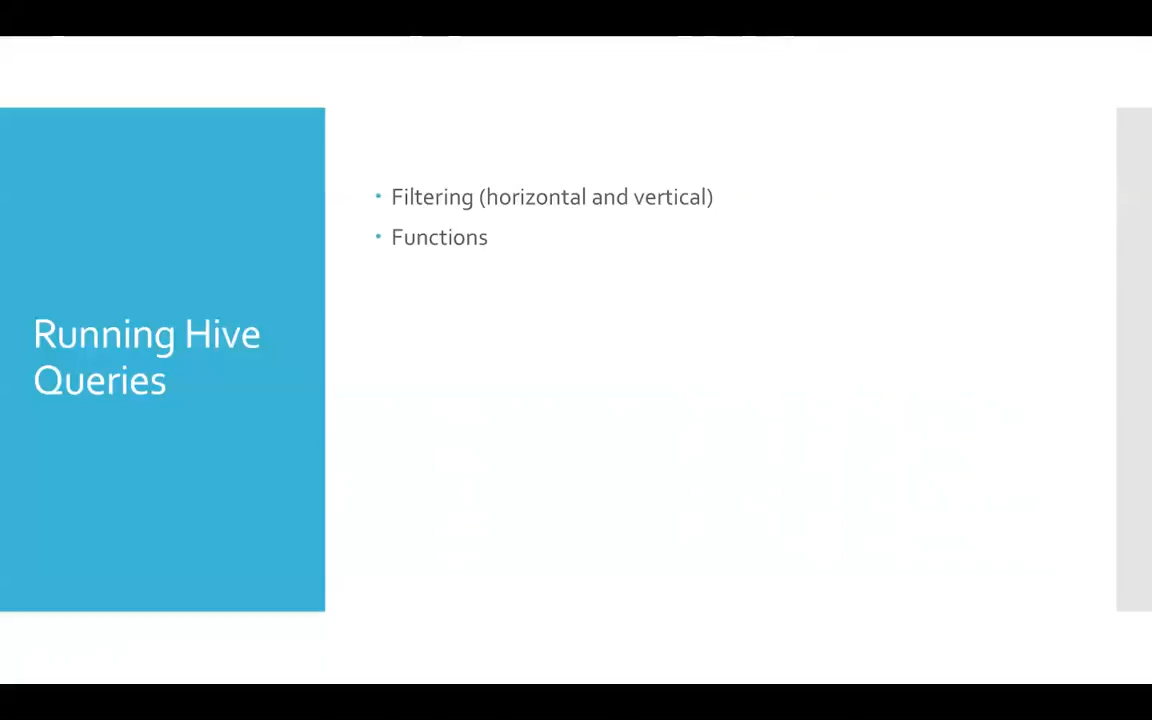 Running Hive
Queries
• Filtering (horizontal and vertical)
• Functions